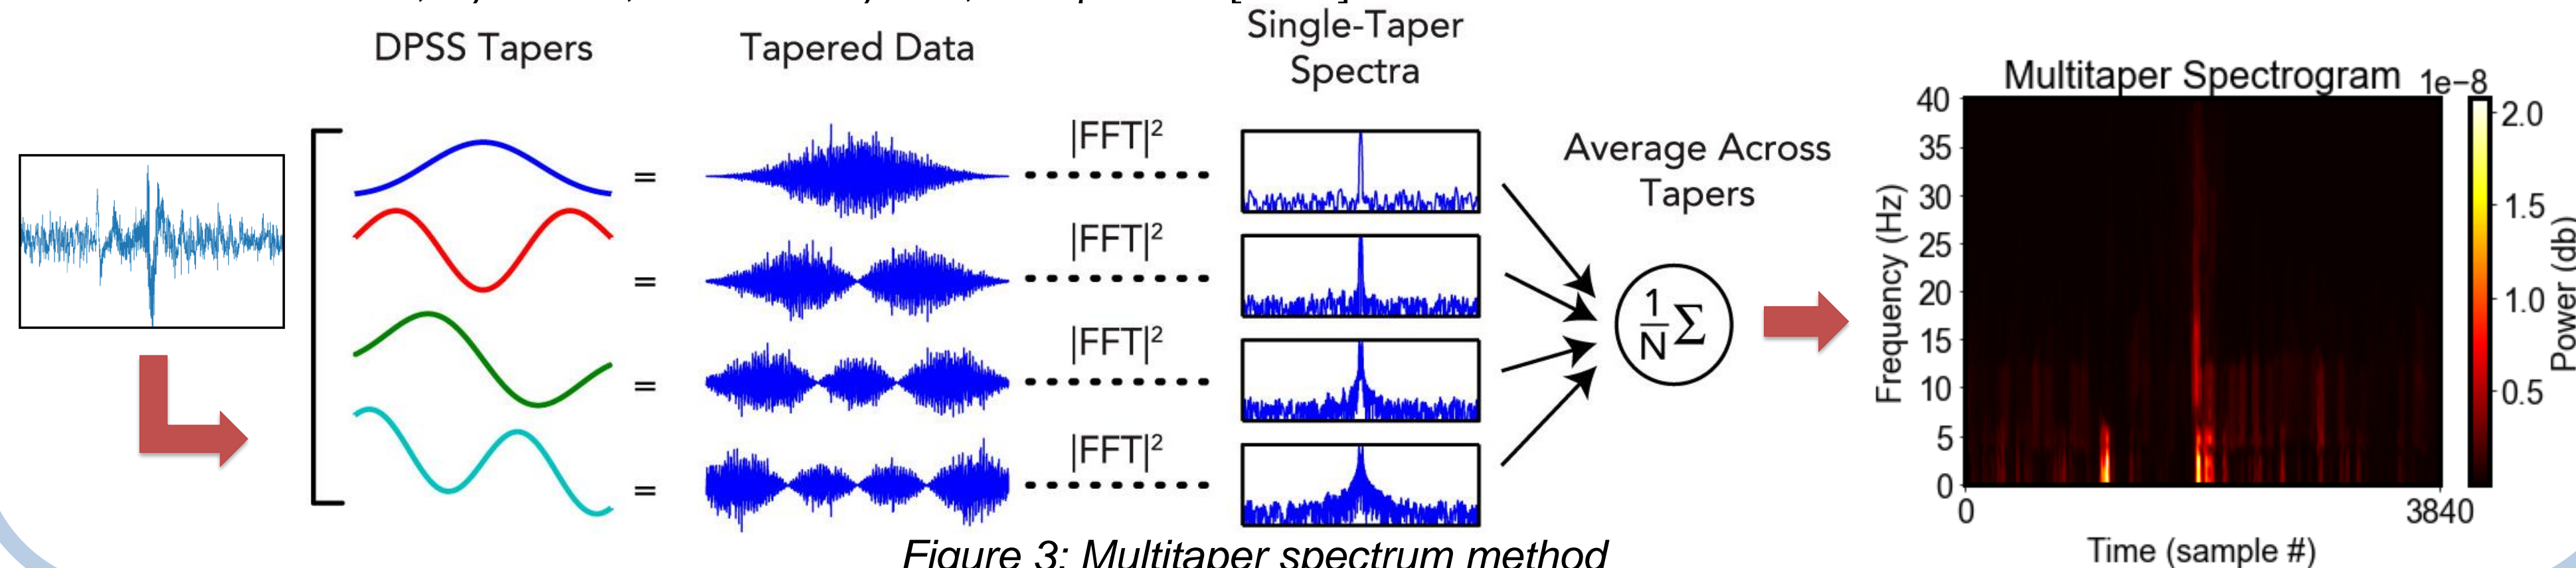 DPSS Tapers
Tapered Data
Single-Taper
Spectra
=
=
=
=
|FFT|²
|FFT|²
|FFT|²
|FFT|²
Average Across
Tapers
1
N
Σ
Multitaper Spectrogram
1e−8
40
35
30
25
20
15
10
5
0
Frequency (Hz)
0
3840
Time (sample #)
2.0
1.5
1.0
0.5
Power (db)
Figure 3: Multitaper spectrum method